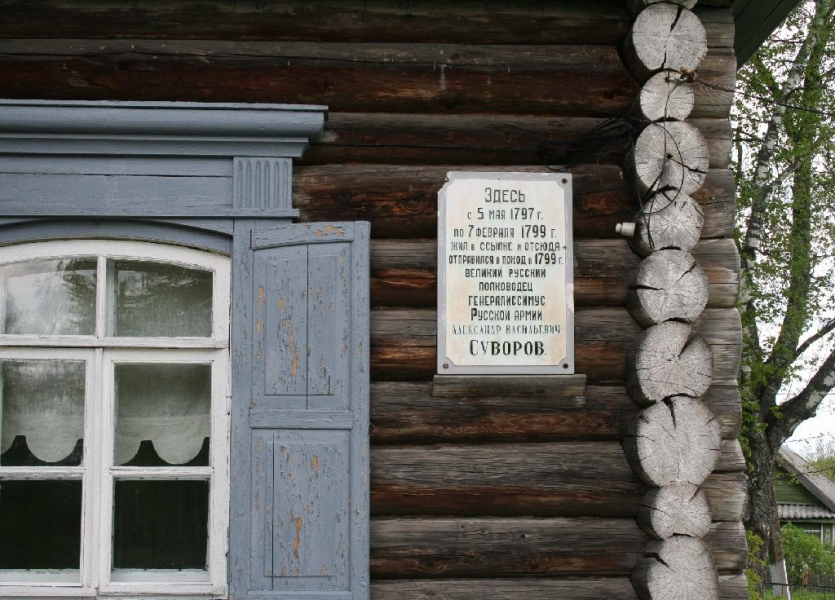 Здесь
с 5 мая 1797 г.
по 7 февраля 1799 г.
жил в ссылке и отсюда
отправился в поход в 1799 г.
великий русский
полководец
генералиссимус
Русской армии
Александр Васильевич
Суворов.